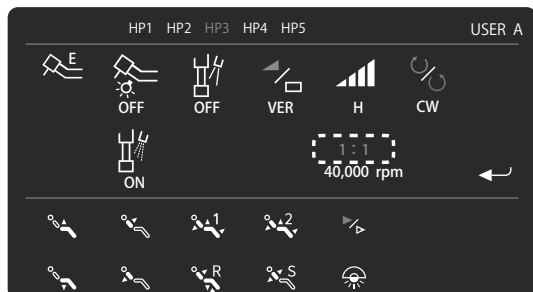 HP1 HP2 HP3 HP4 HP5 USER A
E
OFF OFF VER H CW
ON
1 : 1
40,000 rpm
1 2
R S